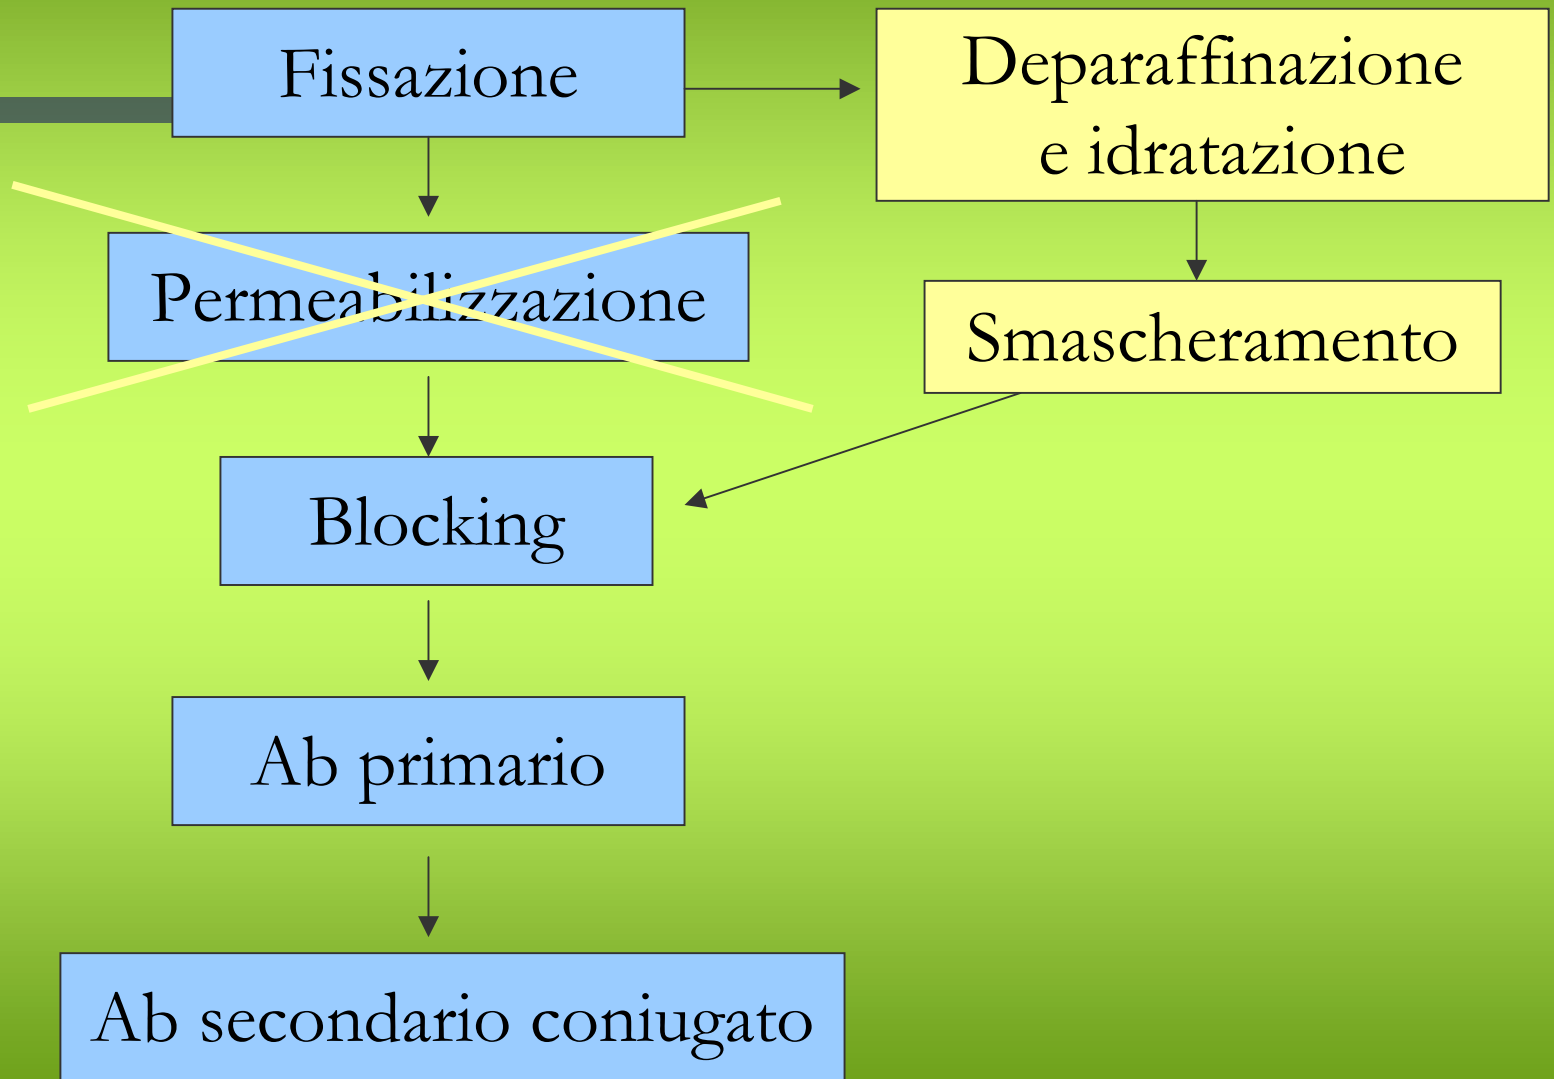 Fissazione
Deparaffinazione
e idratazione
Permeabilizzazione
Smascheramento
Blocking
Ab primario
Ab secondario coniugato